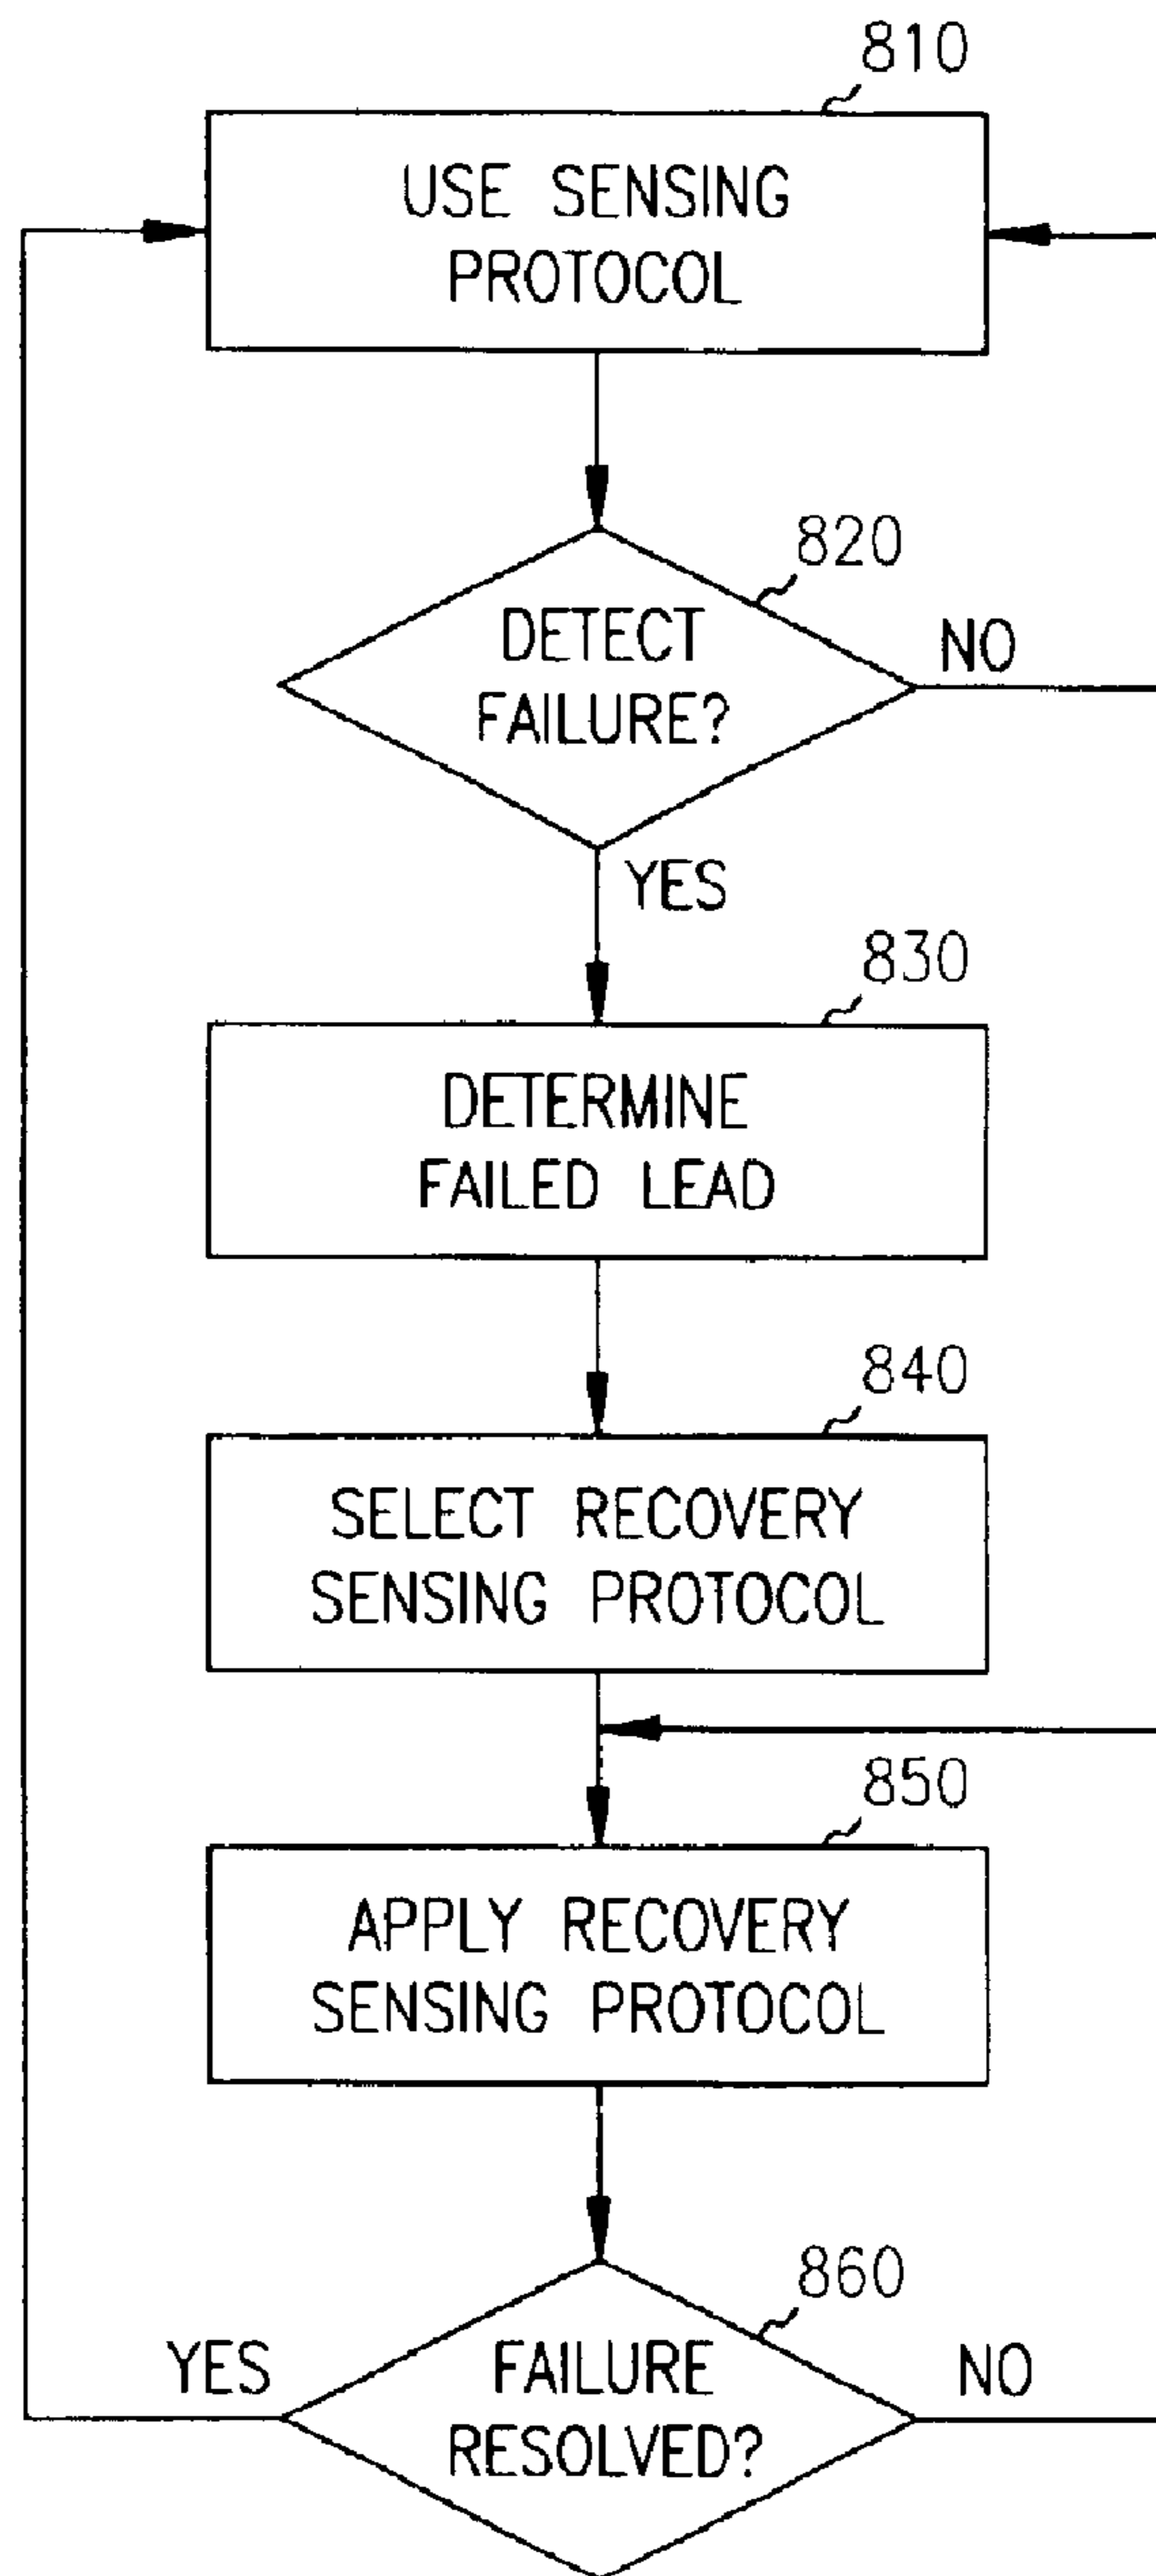 810
USE SENSING
PROTOCOL
820
DETECT
FAILURE?
NO
YES
830
DETERMINE
FAILED LEAD
840
SELECT RECOVERY
SENSING PROTOCOL
850
APPLY RECOVERY
SENSING PROTOCOL
860
YES
FAILURE
RESOLVED?
NO